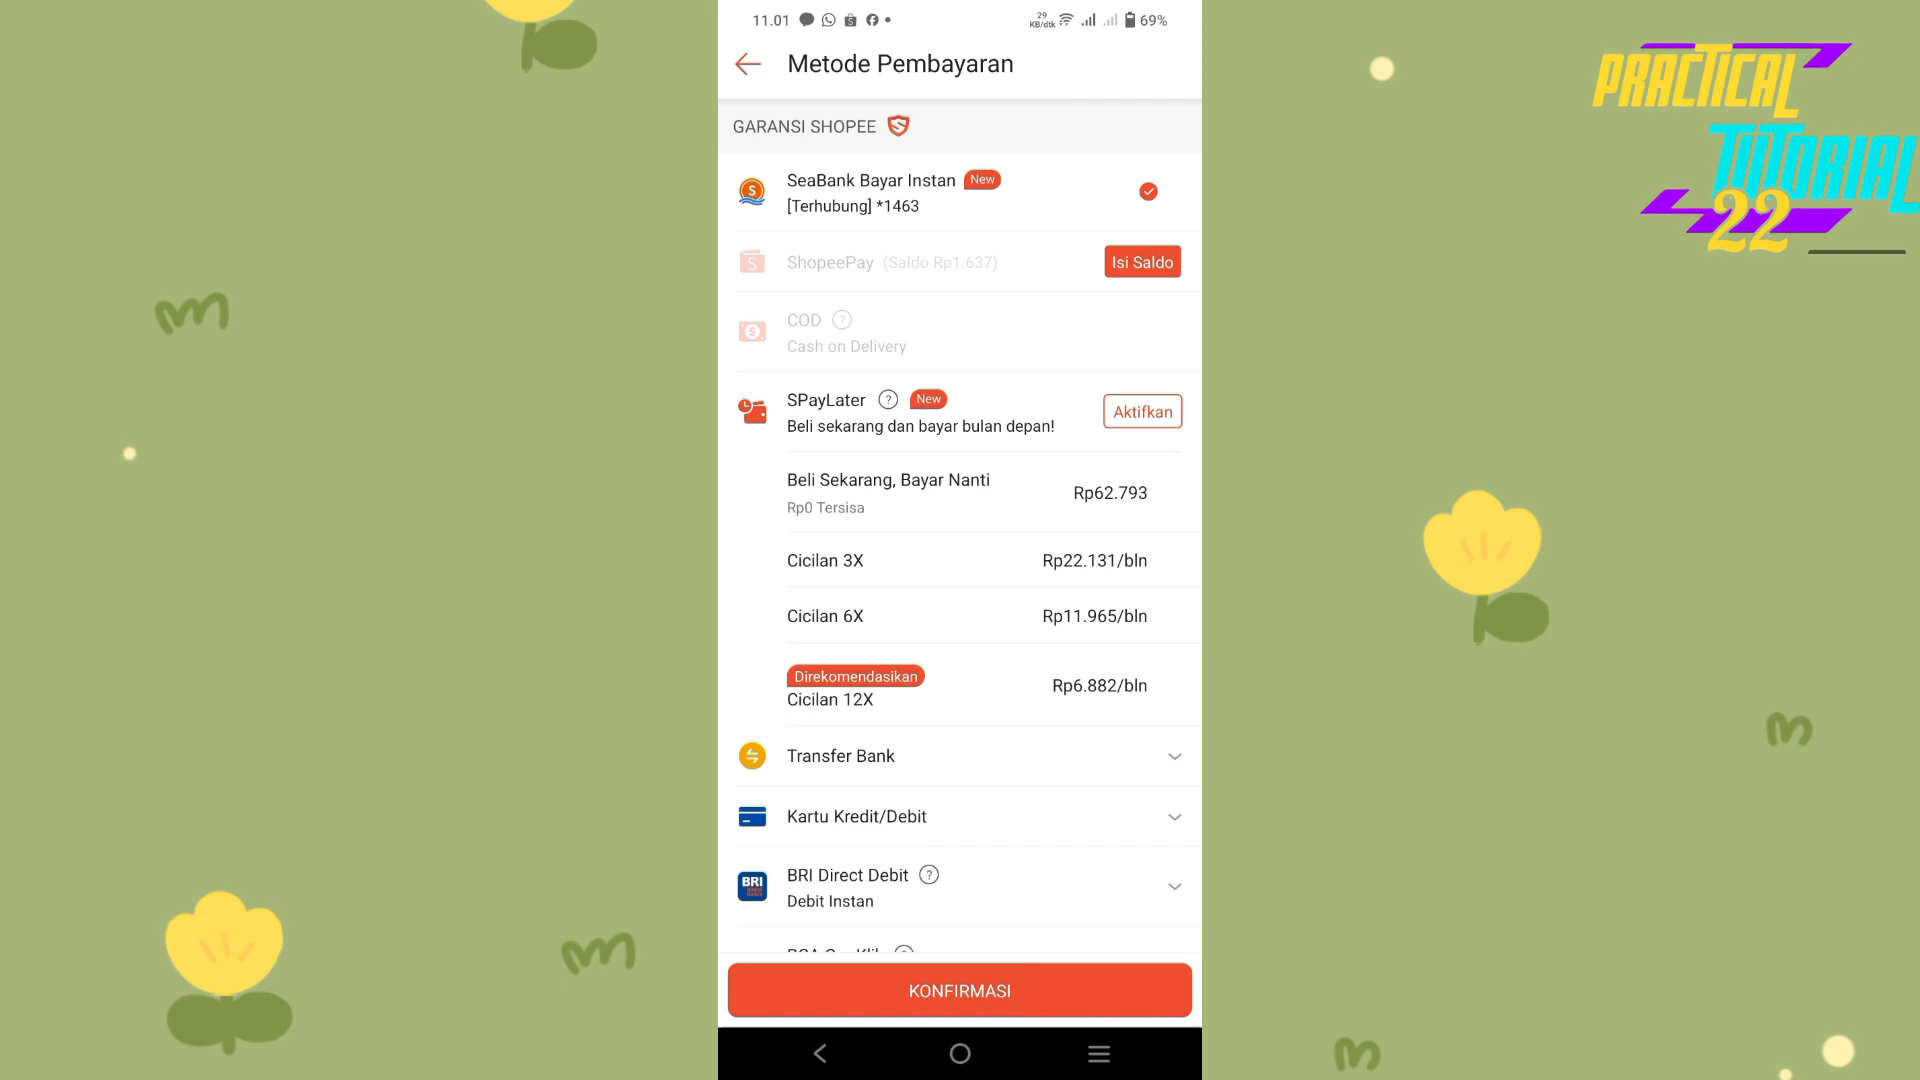 11.01
29
KB/dtk
69%
Metode Pembayaran
GARANSI SHOPEE
SeaBank Bayar Instan New
[Terhubung] *1463
ShopeePay (Saldo Rp1.637) Isi Saldo
COD ?
Cash on Delivery
SPayLater ? New
Beli sekarang dan bayar bulan depan!
Aktifkan
Beli Sekarang, Bayar Nanti
Rp0 Tersisa
Rp62.793
Cicilan 3X Rp22.131/bln
Cicilan 6X Rp11.965/bln
Direkomendasikan
Cicilan 12X
Rp6.882/bln
Transfer Bank
Kartu Kredit/Debit
BRI
BRI Direct Debit ?
Debit Instan
KONFIRMASI
PRACTICAL
TUTORIAL
22